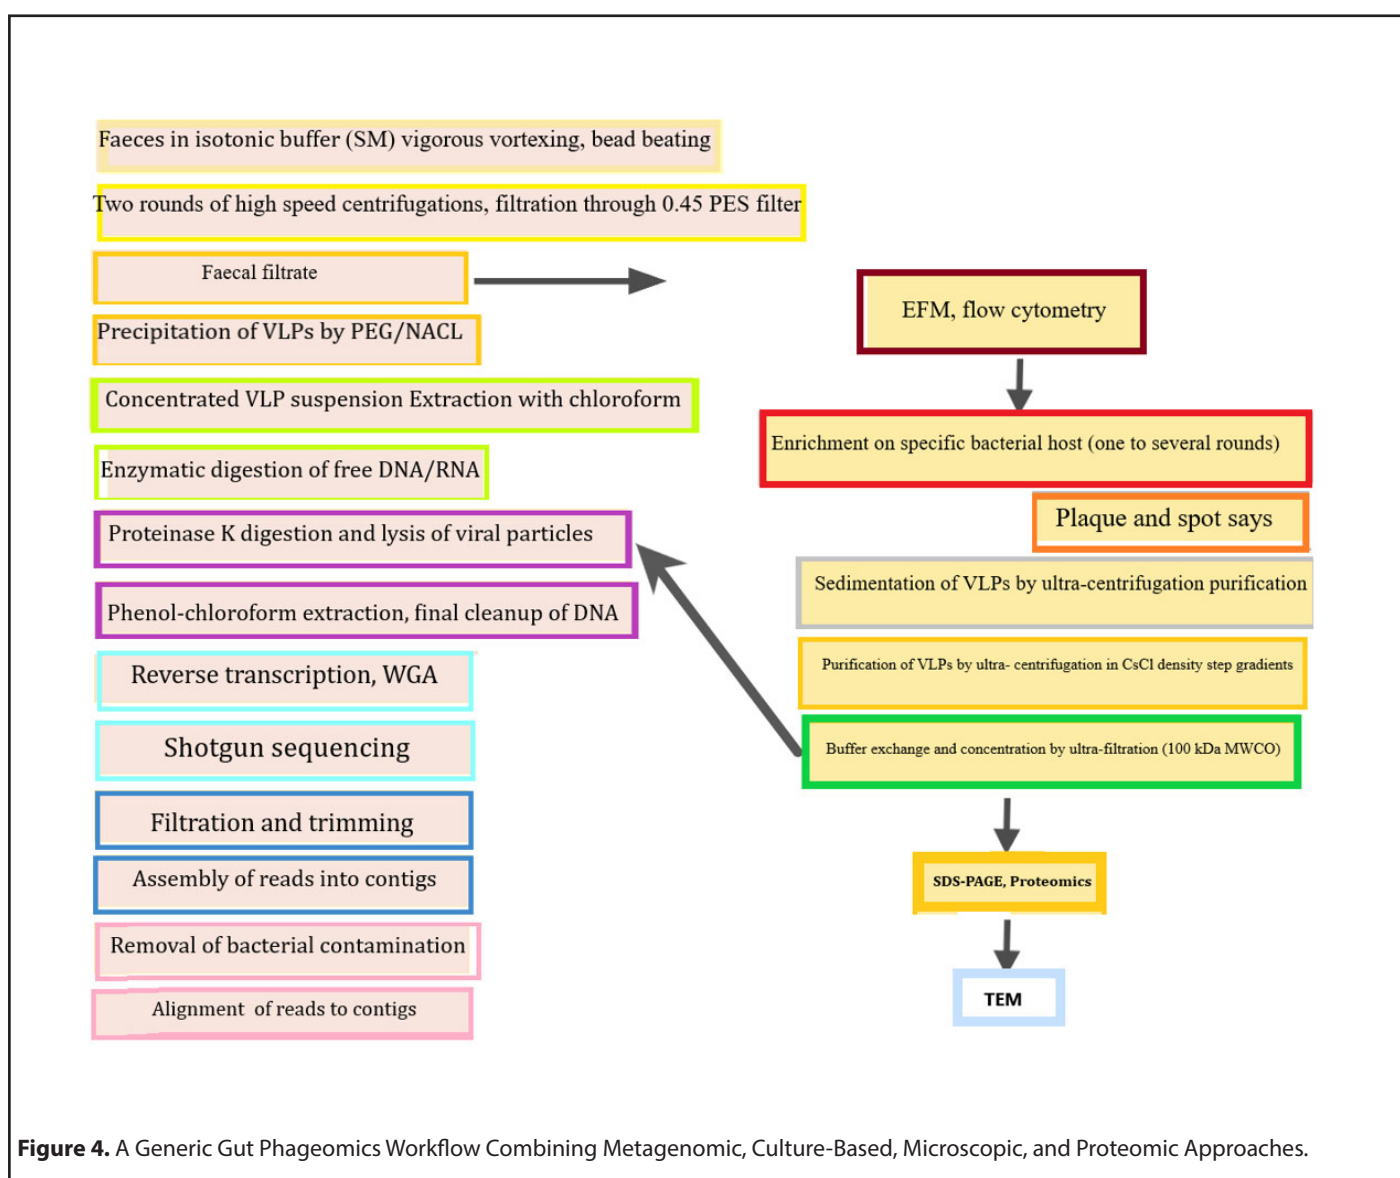 Faeces in isotonic buffer (SM) vigorous vortexing, bead beating
Two rounds of high speed centrifugations, filtration through 0.45 PES filter
Faecal filtrate
Precipitation of VLPs by PEG/NACL
Concentrated VLP suspension Extraction with chloroform
Enzymatic digestion of free DNA/RNA
Proteinase K digestion and lysis of viral particles
Phenol-chloroform extraction, final cleanup of DNA
Reverse transcription, WGA
Shotgun sequencing
Filtration and trimming
Assembly of reads into contigs
Removal of bacterial contamination
Alignment of reads to contigs
EFM, flow cytometry
Enrichment on specific bacterial host (one to several rounds)
Plaque and spot says
Sedimentation of VLPs by ultra-centrifugation purification
Purification of VLPs by ultra- centrifugation in CsCl density step gradients
Buffer exchange and concentration by ultra-filtration (100 kDa MWCO)
SDS-PAGE, Proteomics
TEM
Figure 4. A Generic Gut Phageomics Workflow Combining Metagenomic, Culture-Based, Microscopic, and Proteomic Approaches.